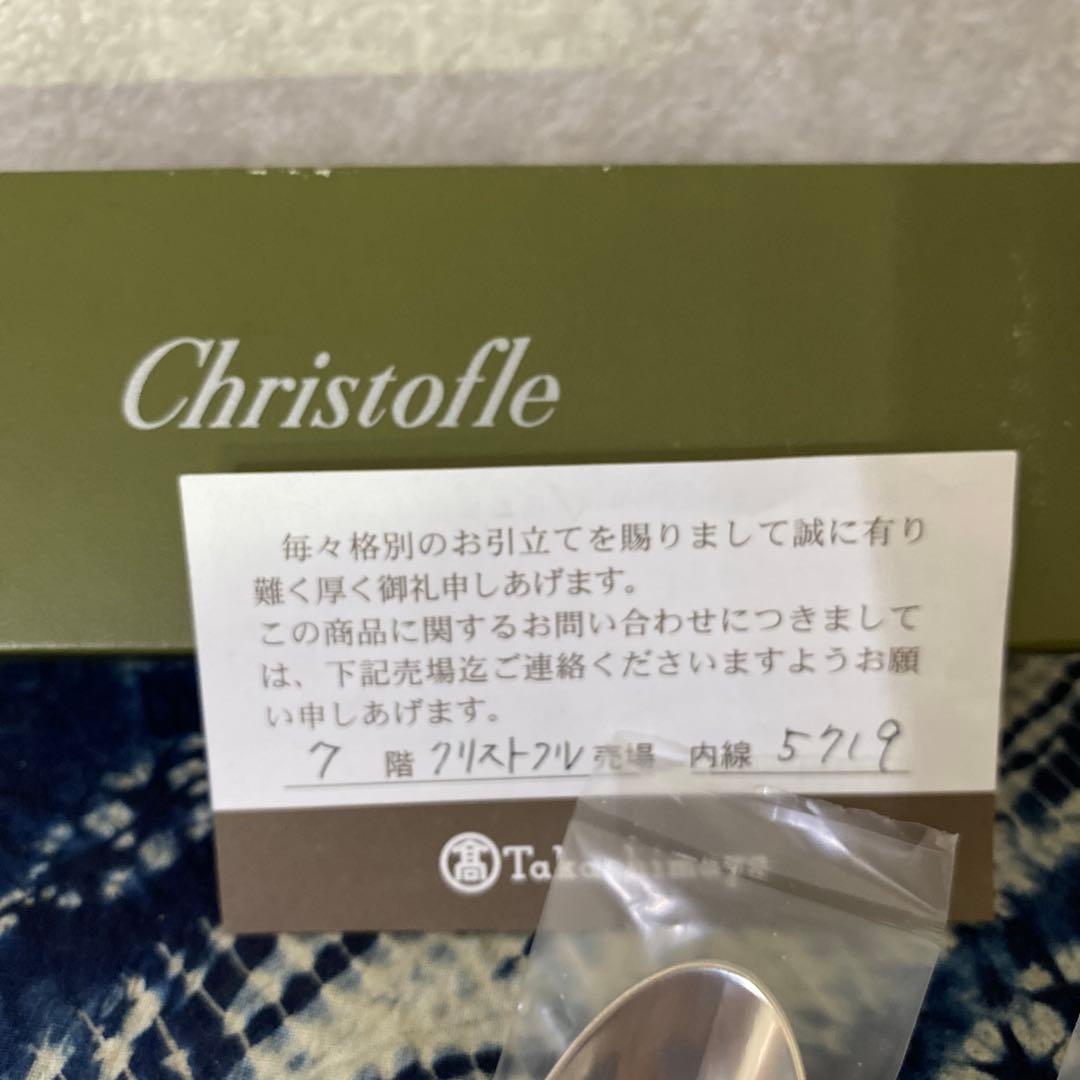 Christofle
毎々格別のお引立てを賜りまして誠に有り
難く厚く御礼申しあげます。
この商品に関するお問い合わせにつきまして
は、下記売場迄ご連絡くださいますようお願
い申しあげます。
7 階 クリストフル 売場 内線 5719
髙 Takashimaya